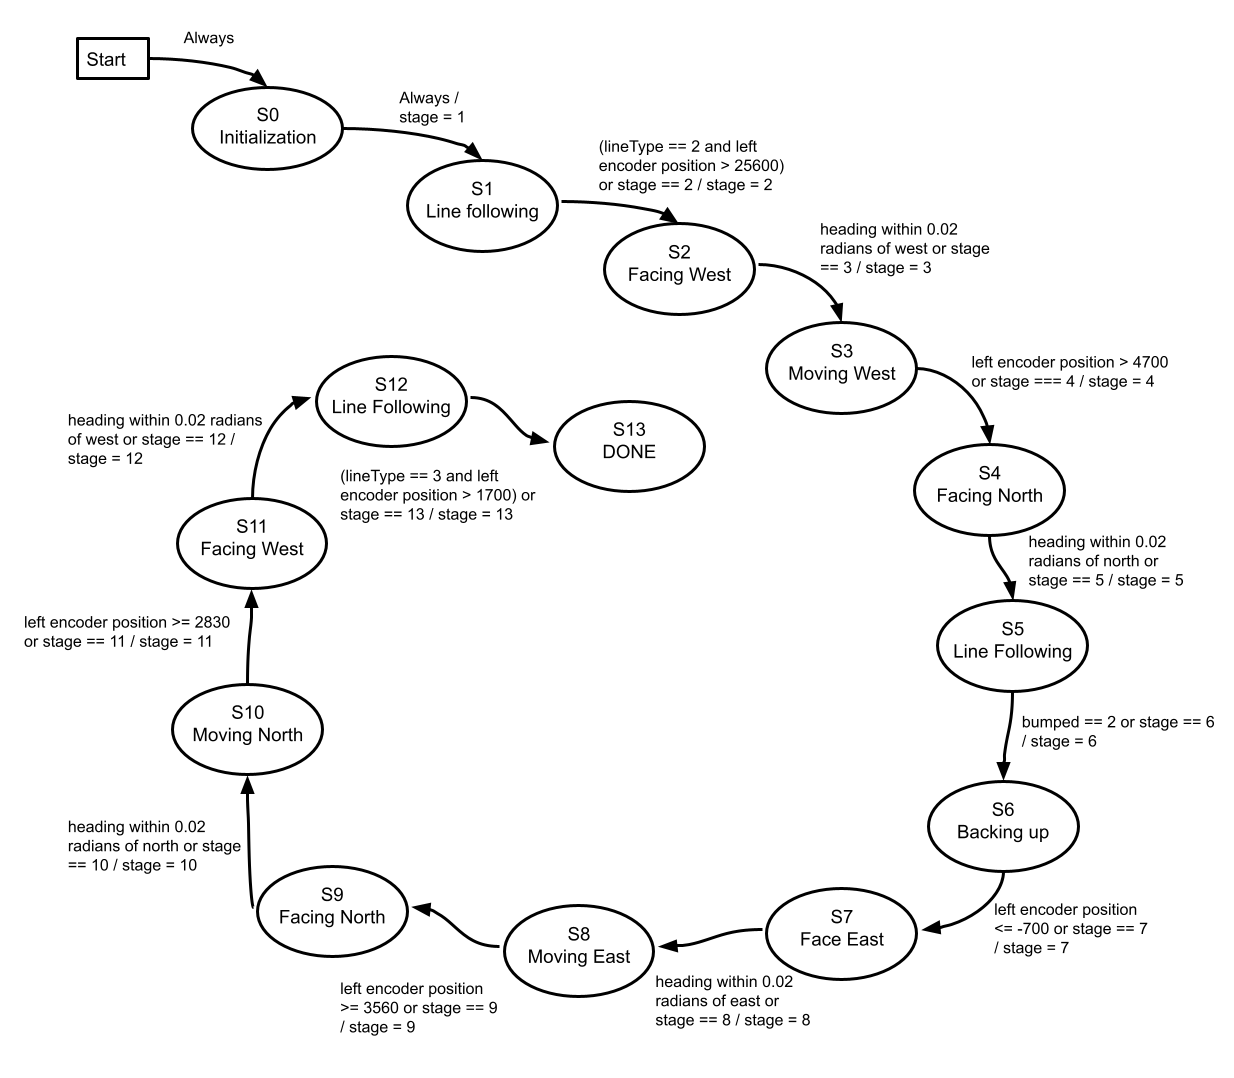 Always
Start
S0
Initialization
Always /
stage = 1
S1
Line following
(lineType == 2 and left
encoder position > 25600)
or stage == 2 / stage = 2
S2
Facing West
heading within 0.02
radians of west or stage
== 3 / stage = 3
S3
Moving West
left encoder position > 4700
or stage === 4 / stage = 4
S4
Facing North
heading within 0.02
radians of north or
stage == 5 / stage = 5
S5
Line Following
bumped == 2 or stage == 6
/ stage = 6
S6
Backing up
left encoder position
<= -700 or stage == 7
/ stage = 7
S7
Face East
heading within 0.02
radians of east or
stage == 8 / stage = 8
S8
Moving East
left encoder position
>= 3560 or stage == 9
/ stage = 9
S9
Facing North
heading within 0.02
radians of north or stage
== 10 / stage = 10
S10
Moving North
left encoder position >= 2830
or stage == 11 / stage = 11
S11
Facing West
heading within 0.02 radians
of west or stage == 12 /
stage = 12
S12
Line Following
(lineType == 3 and left
encoder position > 1700) or
stage == 13 / stage = 13
S13
DONE